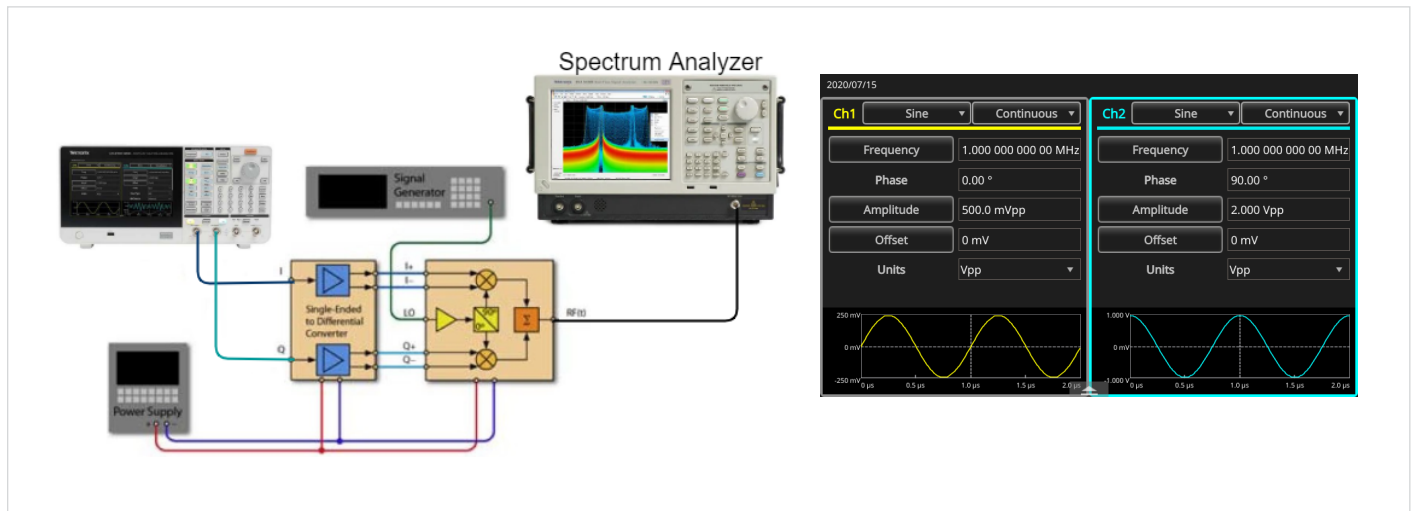 Spectrum Analyzer
Signal
Generator
I
I+
I-
Single-Ended
to Differential
Converter
LO
90°
0°
Σ
RF(t)
Q
Q+
Q-
Power Supply
+ -
2020/07/15
Ch1 Sine Continuous
Frequency 1.000 000 000 00 MHz
Phase 0.00 °
Amplitude 500.0 mVpp
Offset 0 mV
Units Vpp
250 mV
0 mV
-250 mV
0 µs 0.5 µs 1.0 µs 1.5 µs 2.0 µs
Ch2 Sine Continuous
Frequency 1.000 000 000 00 MHz
Phase 90.00 °
Amplitude 2.000 Vpp
Offset 0 mV
Units Vpp
1.000 V
0 mV
-1.000 V
0 µs 0.5 µs 1.0 µs 1.5 µs 2.0 µs